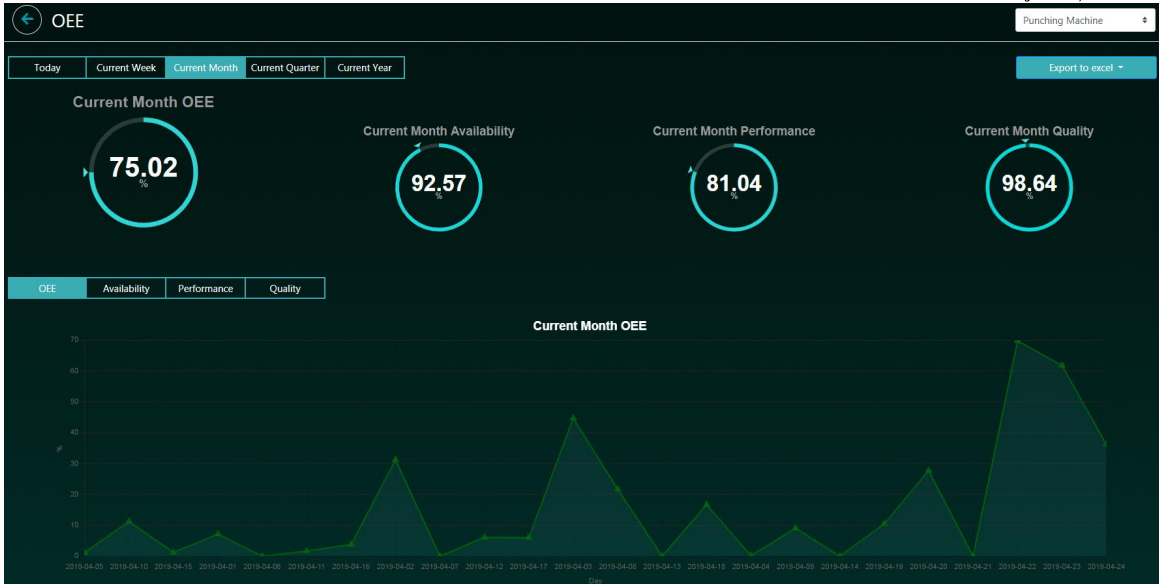 OEE
Punching Machine
Today Current Week Current Month Current Quarter Current Year
Export to excel
Current Month OEE
75.02
%
Current Month Availability
92.57
%
Current Month Performance
81.04
%
Current Month Quality
98.64
%
OEE Availability Performance Quality
Current Month OEE
70
60
50
40
%
30
20
10
0
2019-04-05 2019-04-10 2019-04-15 2019-04-01 2019-04-06 2019-04-11 2019-04-16 2019-04-02 2019-04-07 2019-04-12 2019-04-17 2019-04-03 2019-04-08 2019-04-13 2019-04-18 2019-04-04 2019-04-09 2019-04-14 2019-04-19 2019-04-20 2019-04-21 2019-04-22 2019-04-23 2019-04-24
Day